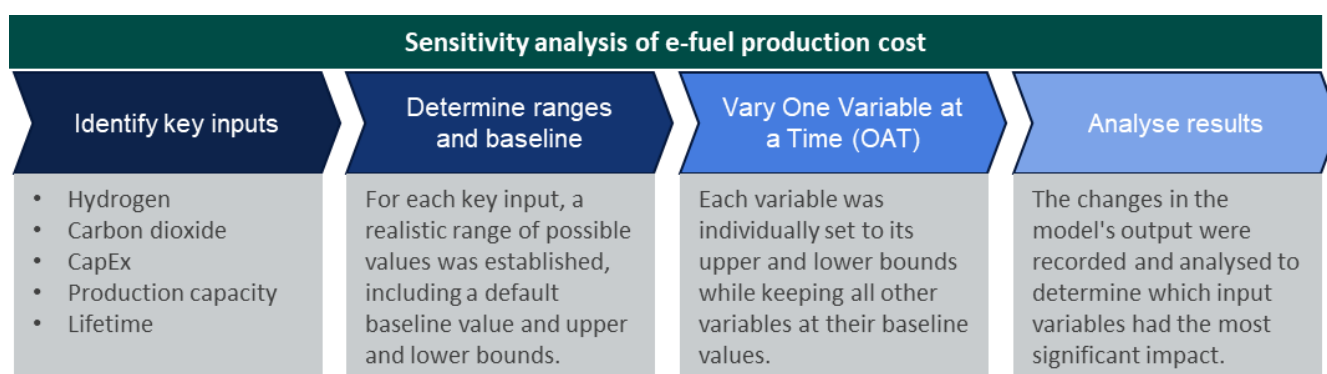 Sensitivity analysis of e-fuel production cost
Identify key inputs
Determine ranges
and baseline
Vary One Variable at
a Time (OAT)
Analyse results
• Hydrogen
• Carbon dioxide
• CapEx
• Production capacity
• Lifetime
For each key input, a
realistic range of possible
values was established,
including a default
baseline value and upper
and lower bounds.
Each variable was
individually set to its
upper and lower bounds
while keeping all other
variables at their baseline
values.
The changes in the
model's output were
recorded and analysed to
determine which input
variables had the most
significant impact.